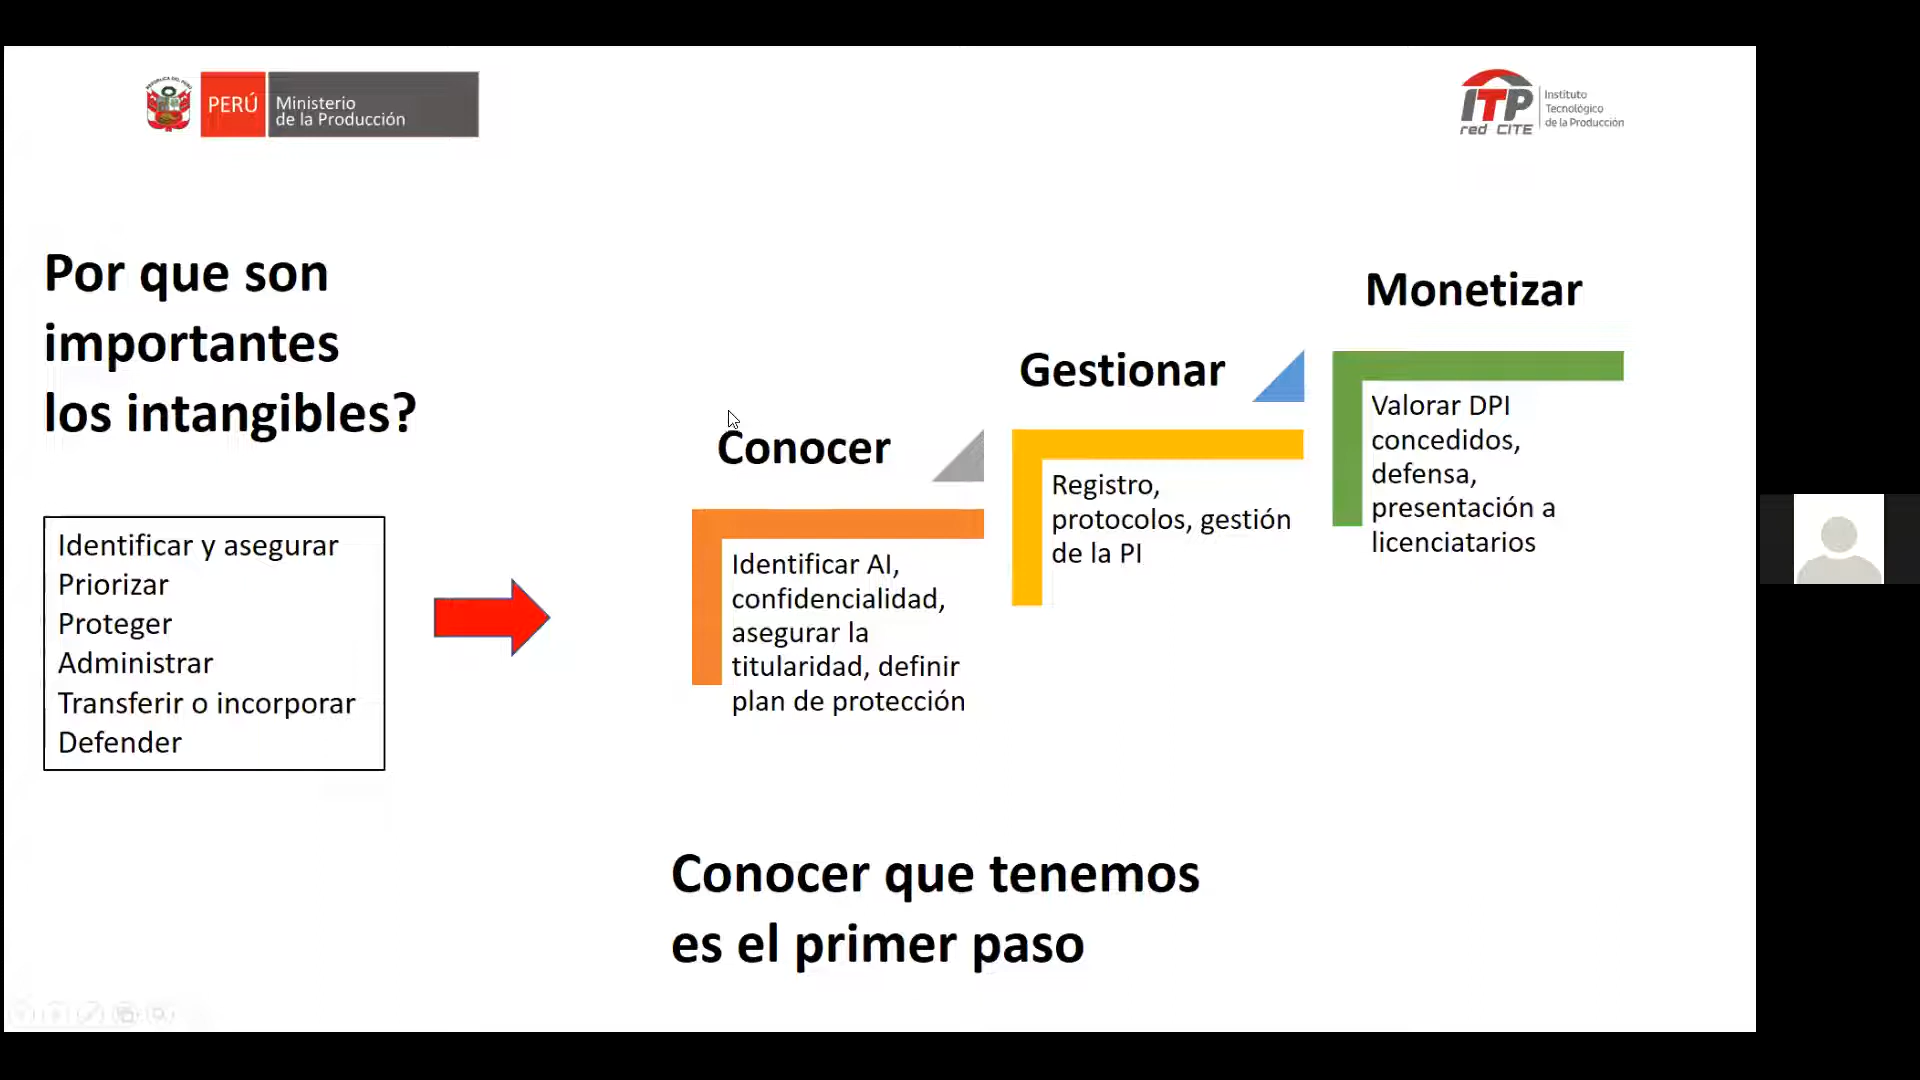 PERÚ
Ministerio
de la Producción
ITP
red CITE
Instituto
Tecnológico
de la Producción
Por que son
importantes
los intangibles?
Identificar y asegurar
Priorizar
Proteger
Administrar
Transferir o incorporar
Defender
Conocer
Identificar AI,
confidencialidad,
asegurar la
titularidad, definir
plan de protección
Gestionar
Registro,
protocolos, gestión
de la PI
Monetizar
Valorar DPI
concedidos,
defensa,
presentación a
licenciatarios
Conocer que tenemos
es el primer paso